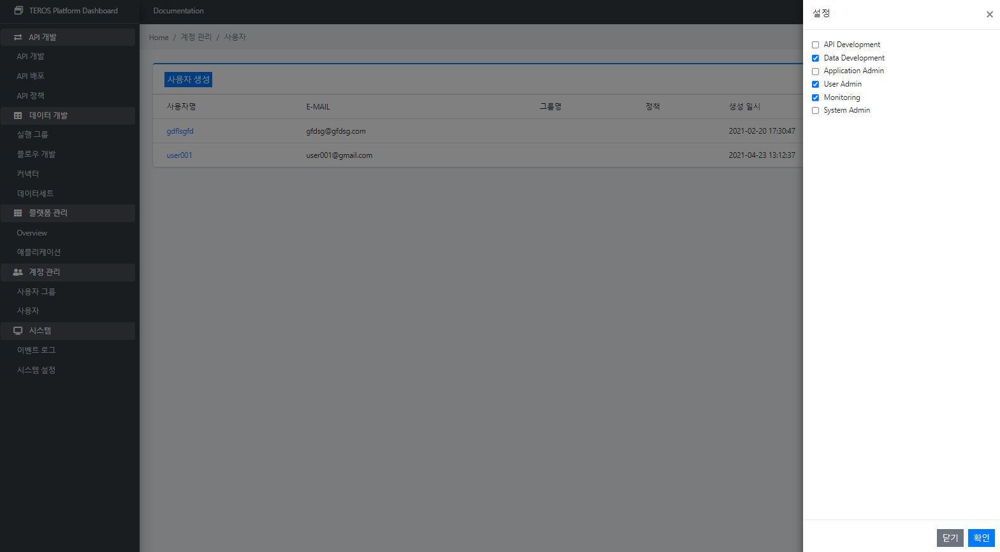 TEROS Platform Dashboard
API 개발
API 개발
API 배포
API 정책
데이터 개발
실행 그룹
플로우 개발
커넥터
데이터세트
플랫폼 관리
Overview
애플리케이션
계정 관리
사용자 그룹
사용자
시스템
이벤트 로그
시스템 설정
Documentation
Home / 계정 관리 / 사용자
사용자 생성
사용자명 E-MAIL 그룹명 정책 생성 일시
gdflsgfd gfdsg@gfdsg.com 2021-02-20 17:30:47
user001 user001@gmail.com 2021-04-23 13:12:37
설정 ×
API Development
Data Development
Application Admin
User Admin
Monitoring
System Admin
닫기 확인